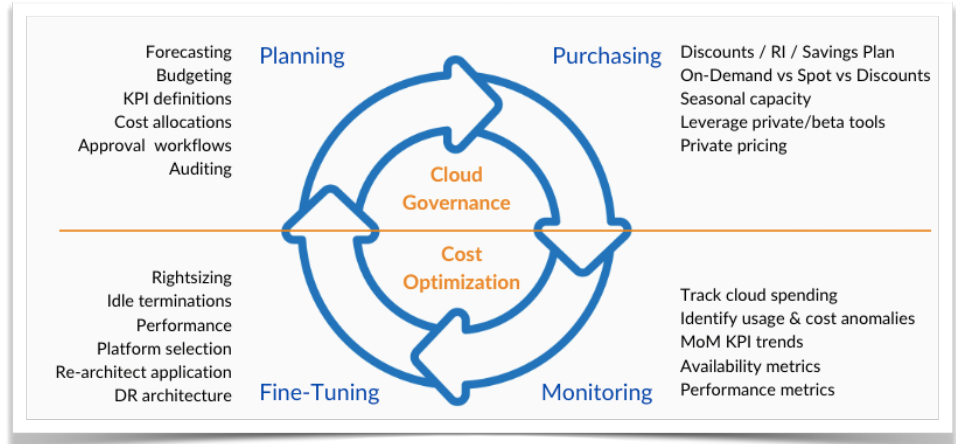 Planning
Forecasting
Budgeting
KPI definitions
Cost allocations
Approval workflows
Auditing
Purchasing
Discounts / RI / Savings Plan
On-Demand vs Spot vs Discounts
Seasonal capacity
Leverage private/beta tools
Private pricing
Cloud
Governance
Cost
Optimization
Rightsizing
Idle terminations
Performance
Platform selection
Re-architect application
DR architecture
Fine-Tuning
Monitoring
Track cloud spending
Identify usage & cost anomalies
MoM KPI trends
Availability metrics
Performance metrics